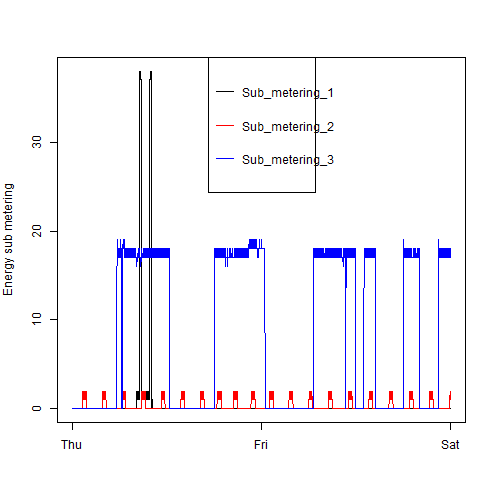 Sub_metering_1
Sub_metering_2
Sub_metering_3
Energy sub metering
30
20
10
0
Thu Fri Sat